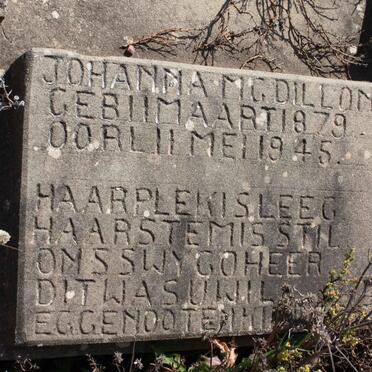 JOHANNA M.G. DILLON
GEB 11 MAART 1879
OORL 11 MEI 1945.
HAAR PLEK IS LEEG
HAAR STEM IS STIL
ONS SWYG O HEER
DIT WAS U WIL
EGGENOOT EN